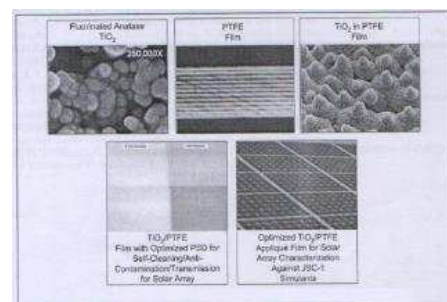 Fluorinated Anatase
TiO₂
250,000X
PTFE
Film
TiO₂ in PTFE
Film
TiO₂/PTFE
Film with Optimized PSD for
Self-Cleaning/Anti-
Contamination/Transmission
for Solar Array
Optimized TiO₂/PTFE
Appliqué Film for Solar
Array Characterization
Against JSC-1
Simulants